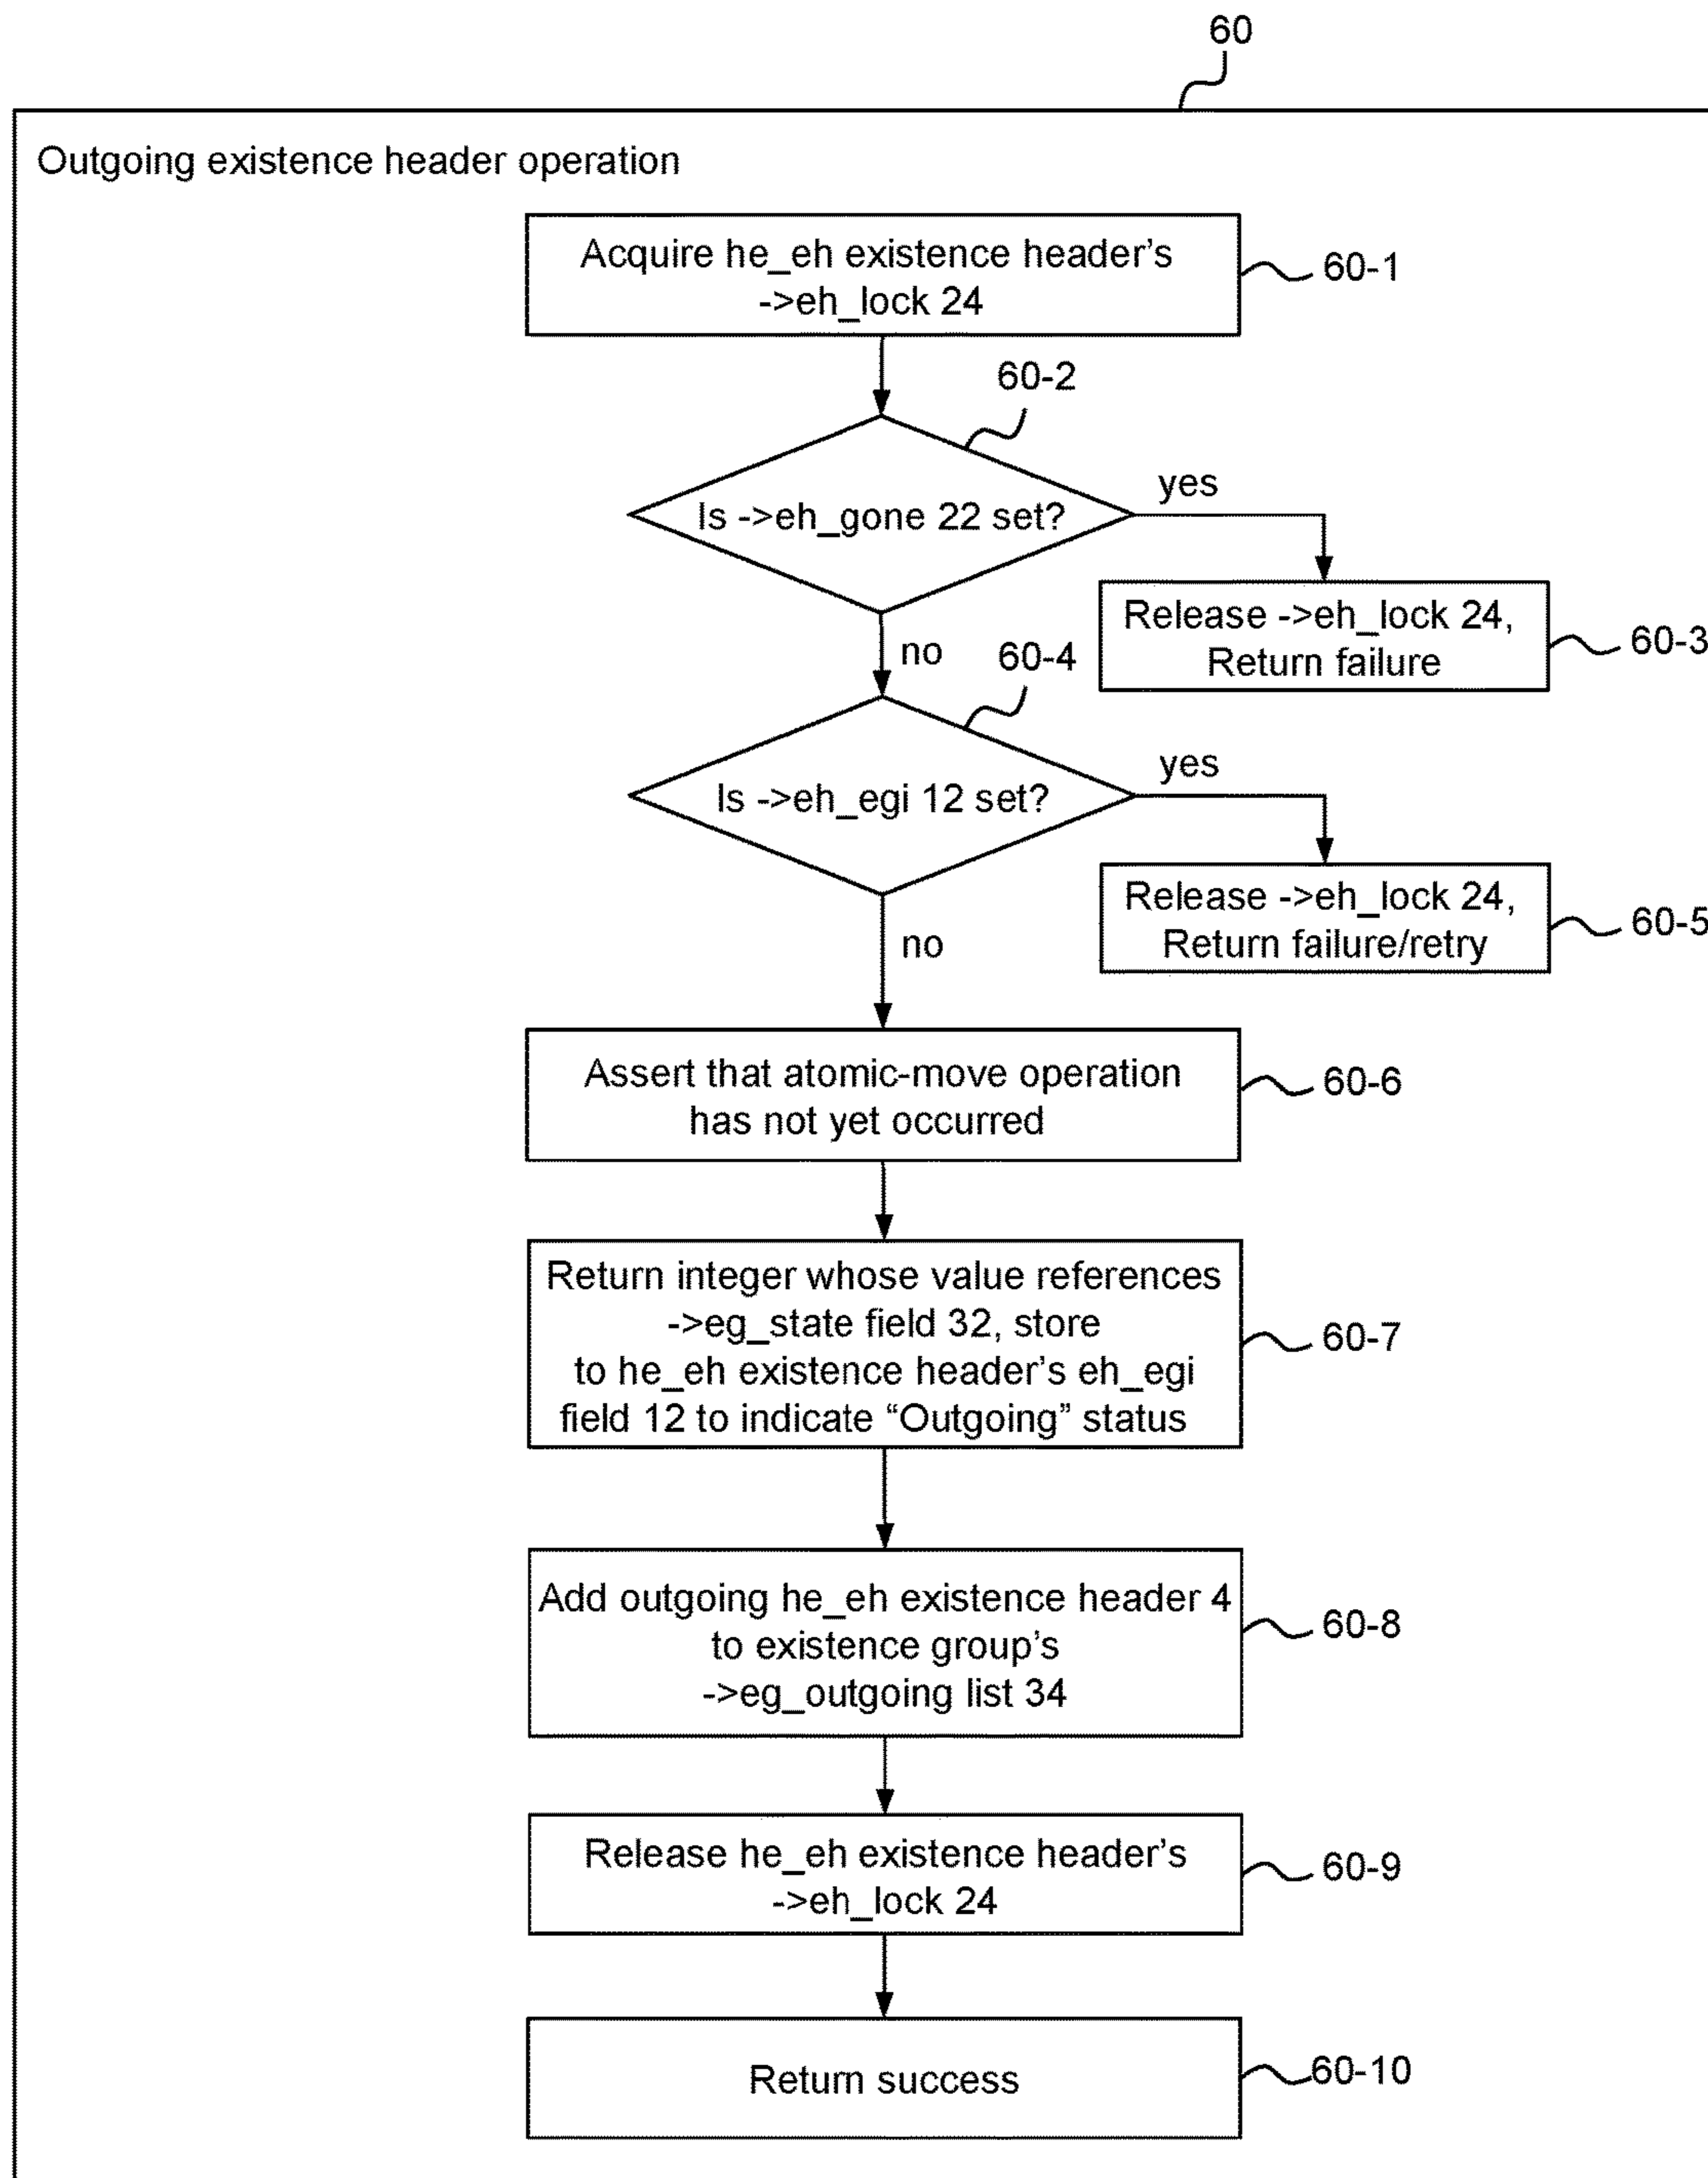 60
Outgoing existence header operation
Acquire he_eh existence header's
->eh_lock 24
60-1
60-2
Is ->eh_gone 22 set?
yes
Release ->eh_lock 24,
Return failure
60-3
no
60-4
Is ->eh_egi 12 set?
yes
Release ->eh_lock 24,
Return failure/retry
60-5
no
Assert that atomic-move operation
has not yet occurred
60-6
Return integer whose value references
->eg_state field 32, store
to he_eh existence header's eh_egi
field 12 to indicate “Outgoing” status
60-7
Add outgoing he_eh existence header 4
to existence group's
->eg_outgoing list 34
60-8
Release he_eh existence header's
->eh_lock 24
60-9
Return success
60-10